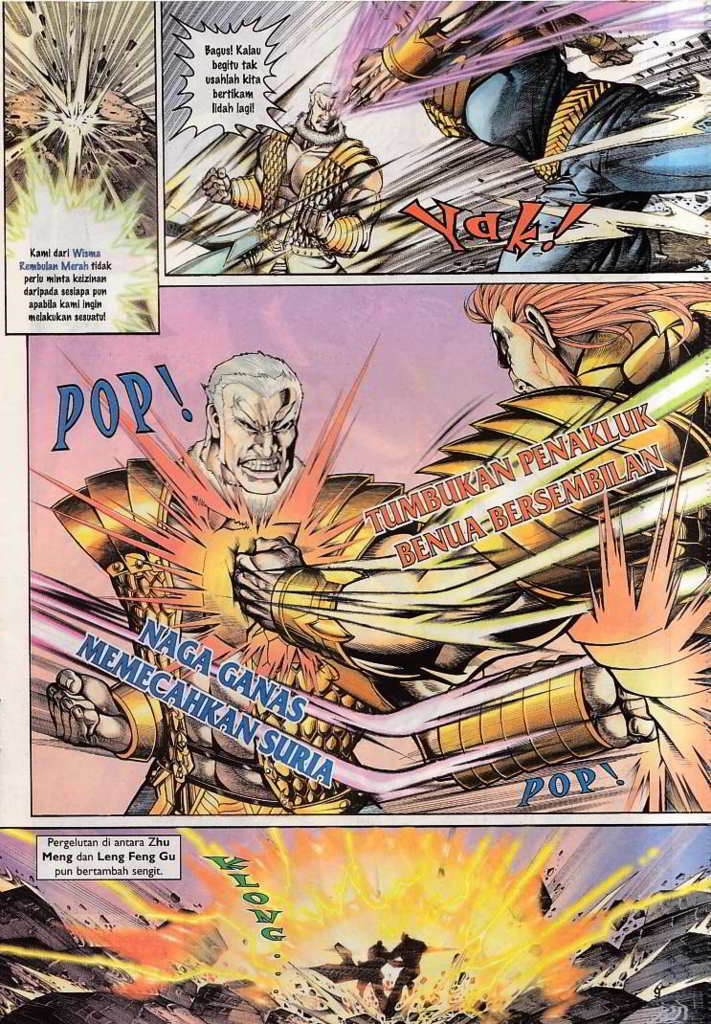 Kami dari Wisma
Rembulan Merah tidak
perlu minta keizinan
daripada sesiapa pun
apabila kami ingin
melakukan sesuatu!
Bagus! Kalau
begitu tak
usahlah kita
bertikam
lidah lagi!
Yak!
POP!
TUMBUKAN PENAKLUK
BENUA BERSEMBILAN
NAGA GANAS
MEMECAHKAN SURIA
POP!
Pergelutan di antara Zhu
Meng dan Leng Feng Gu
pun bertambah sengit.
KLONG...